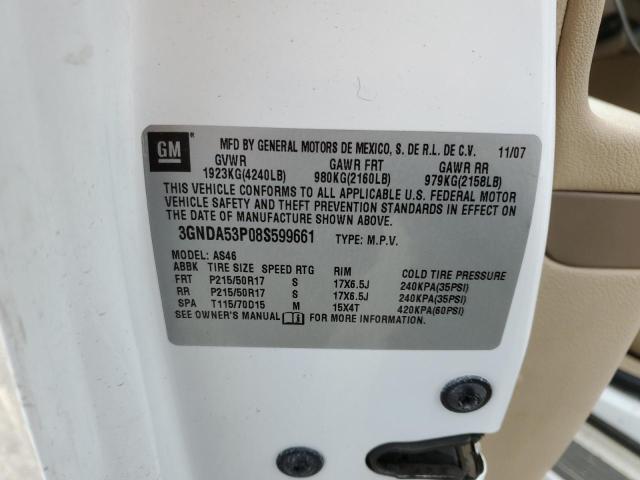 GM ® MFD BY GENERAL MOTORS DE MEXICO, S. DE R.L. DE C.V. 11/07
GVWR GAWR FRT GAWR RR
1923KG(4240LB) 980KG(2160LB) 979KG(2158LB)
THIS VEHICLE CONFORMS TO ALL APPLICABLE U.S. FEDERAL MOTOR
VEHICLE SAFETY AND THEFT PREVENTION STANDARDS IN EFFECT ON
THE DATE OF MANUFACTURE SHOWN ABOVE.
3GNDA53P08S599661 TYPE: M.P.V.
MODEL: AS46
ABBK TIRE SIZE SPEED RTG RIM COLD TIRE PRESSURE
FRT P215/50R17 S 17X6.5J 240KPA(35PSI)
RR P215/50R17 S 17X6.5J 240KPA(35PSI)
SPA T115/70D15 M 15X4T 420KPA(60PSI)
SEE OWNER'S MANUAL FOR MORE INFORMATION.